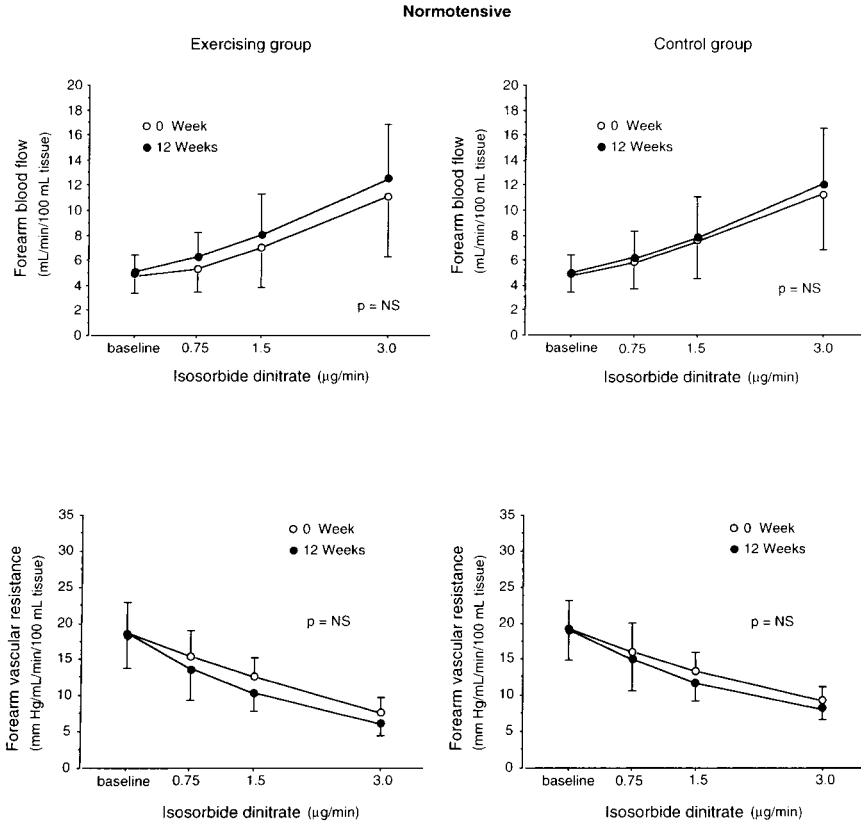 Normotensive
Exercising group
Control group
Forearm blood flow
(mL/min/100 mL tissue)
20
18
16
14
12
10
8
6
4
2
0
0 Week
12 Weeks
p = NS
baseline 0.75 1.5 3.0
Isosorbide dinitrate (µg/min)
Forearm blood flow
(mL/min/100 mL tissue)
20
18
16
14
12
10
8
6
4
2
0
0 Week
12 Weeks
p = NS
baseline 0.75 1.5 3.0
Isosorbide dinitrate (µg/min)
Forearm vascular resistance
(mm Hg/mL/min/100 mL tissue)
35
30
25
20
15
10
5
0
0 Week
12 Weeks
p = NS
baseline 0.75 1.5 3.0
Isosorbide dinitrate (µg/min)
Forearm vascular resistance
(mm Hg/mL/min/100 mL tissue)
35
30
25
20
15
10
5
0
0 Week
12 Weeks
p = NS
baseline 0.75 1.5 3.0
Isosorbide dinitrate (µg/min)